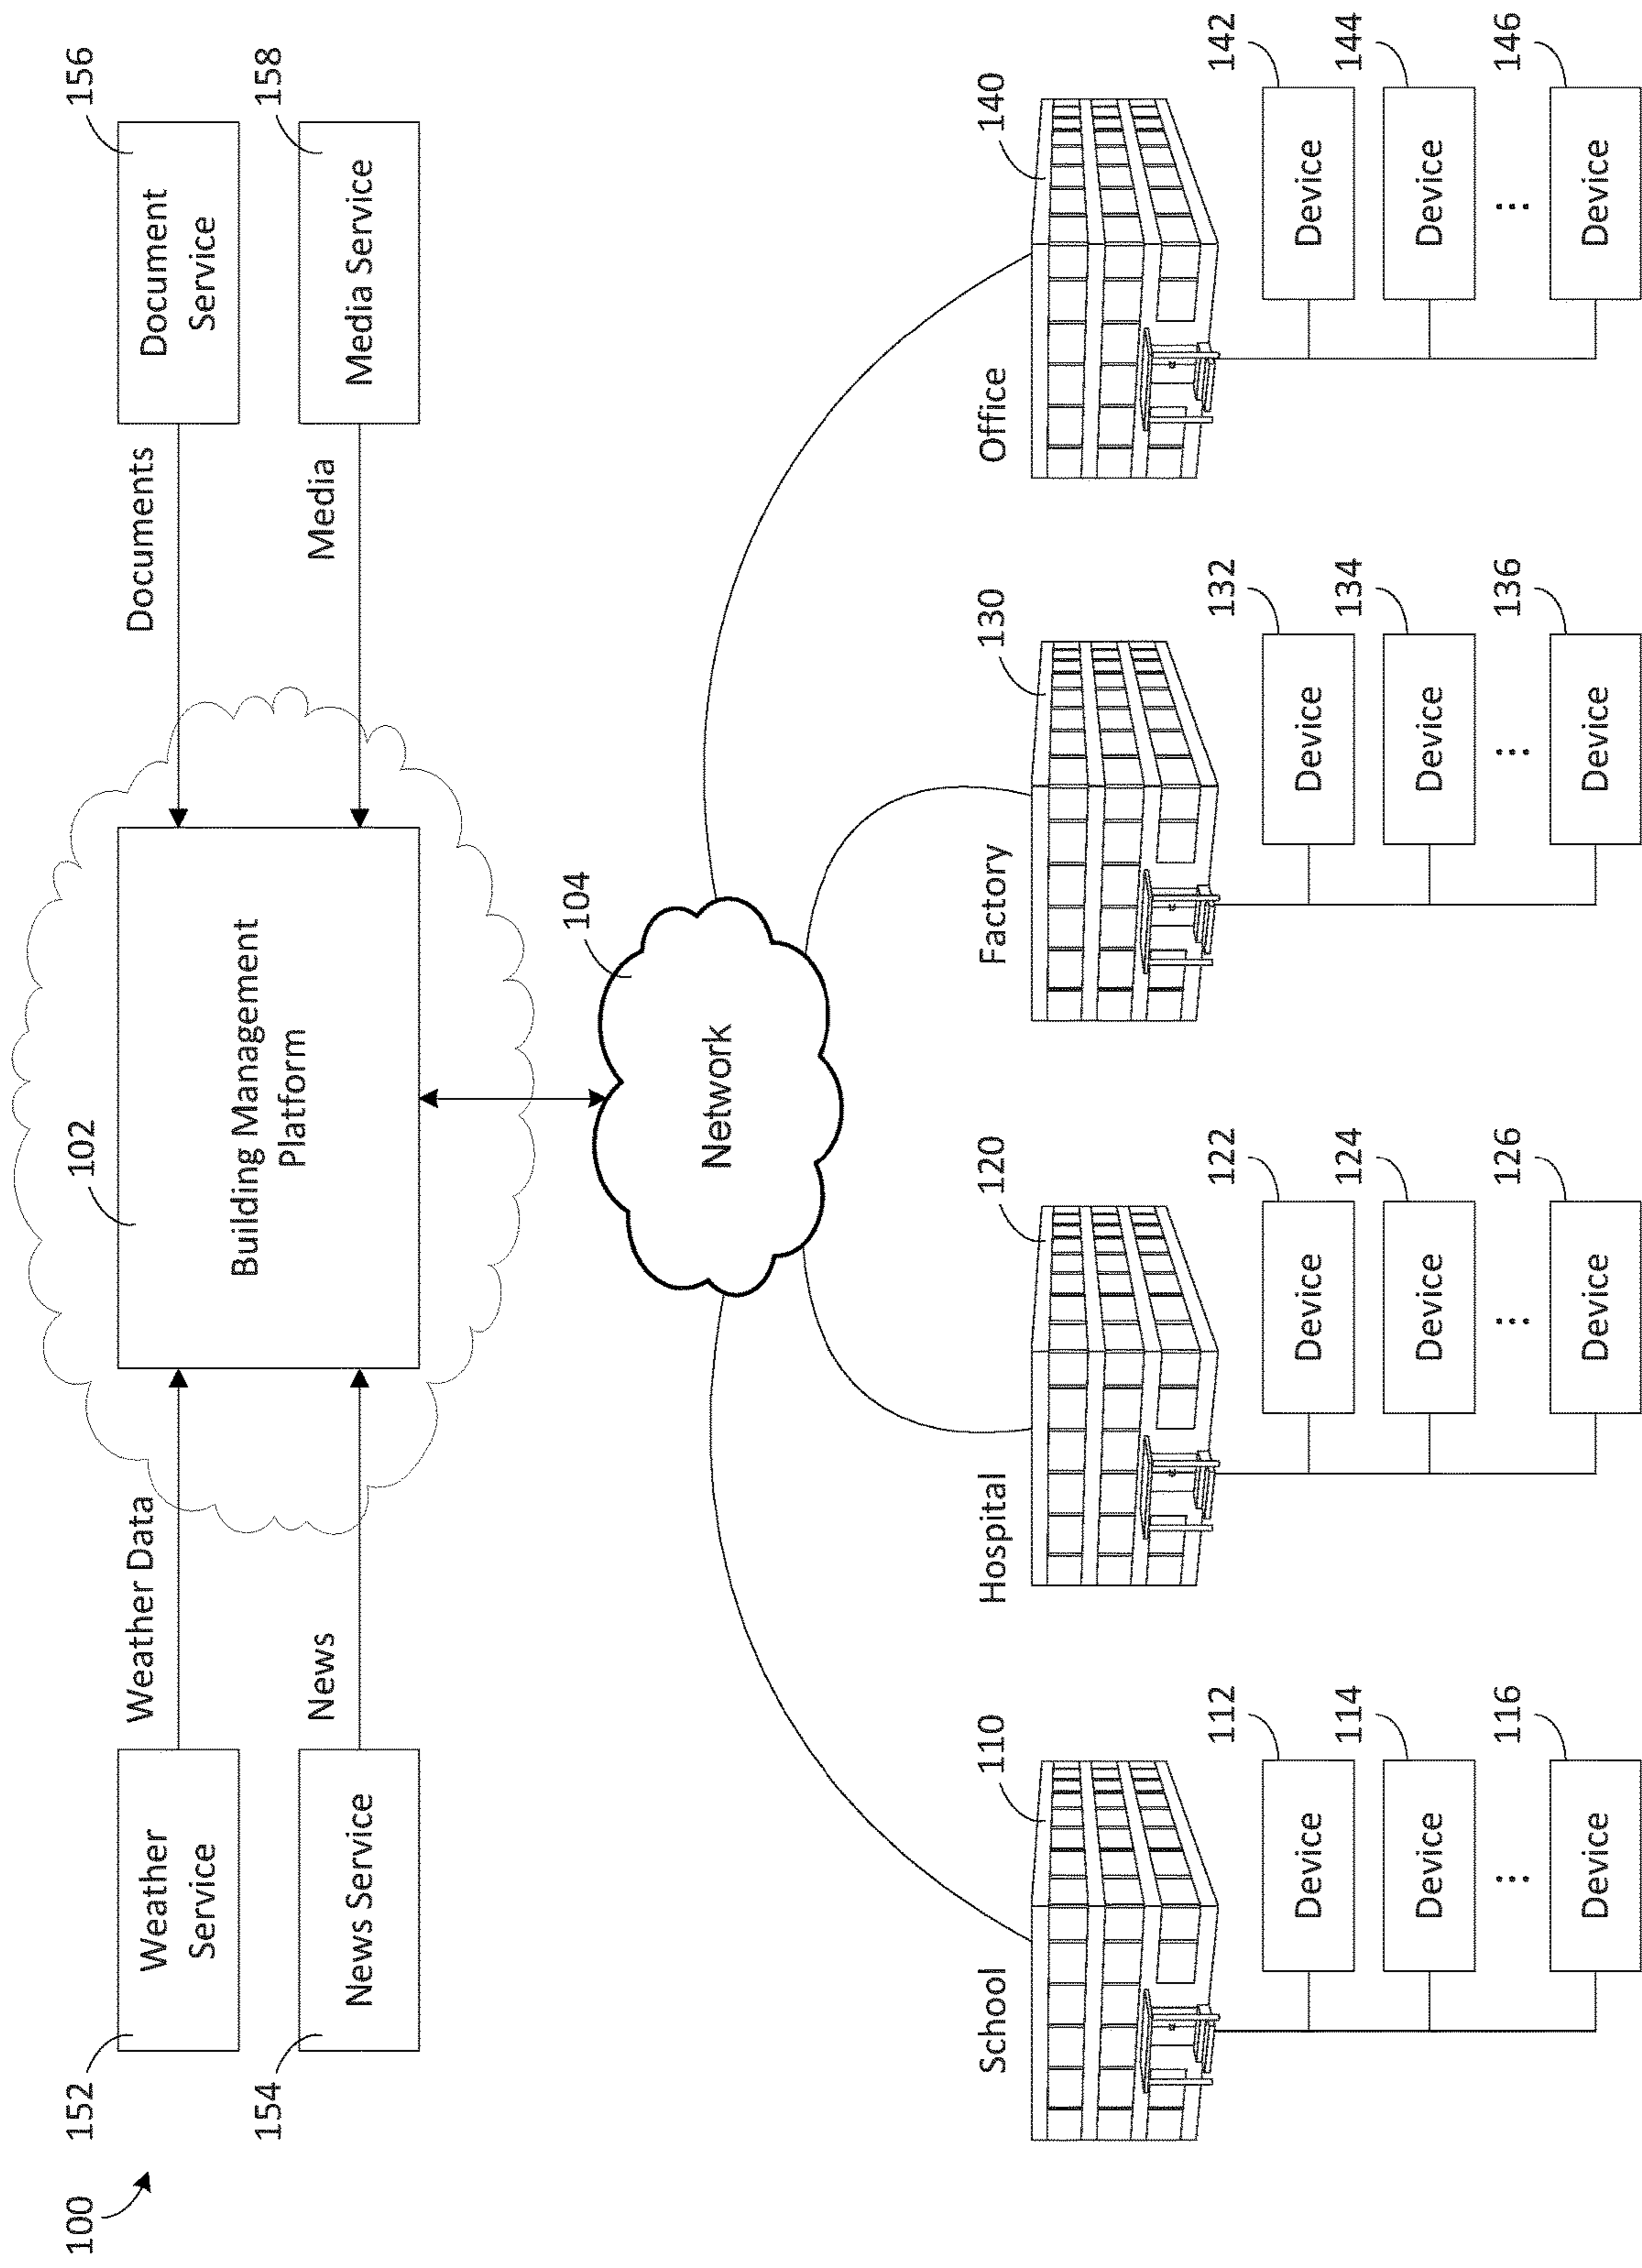 100
152
Weather
Service
Weather Data
154
News Service
News
102
Building Management
Platform
Documents
156
Document
Service
Media
158
Media Service
104
Network
School
110
Device
112
Device
114
⋮
Device
116
Hospital
120
Device
122
Device
124
⋮
Device
126
Factory
130
Device
132
Device
134
⋮
Device
136
Office
140
Device
142
Device
144
⋮
Device
146